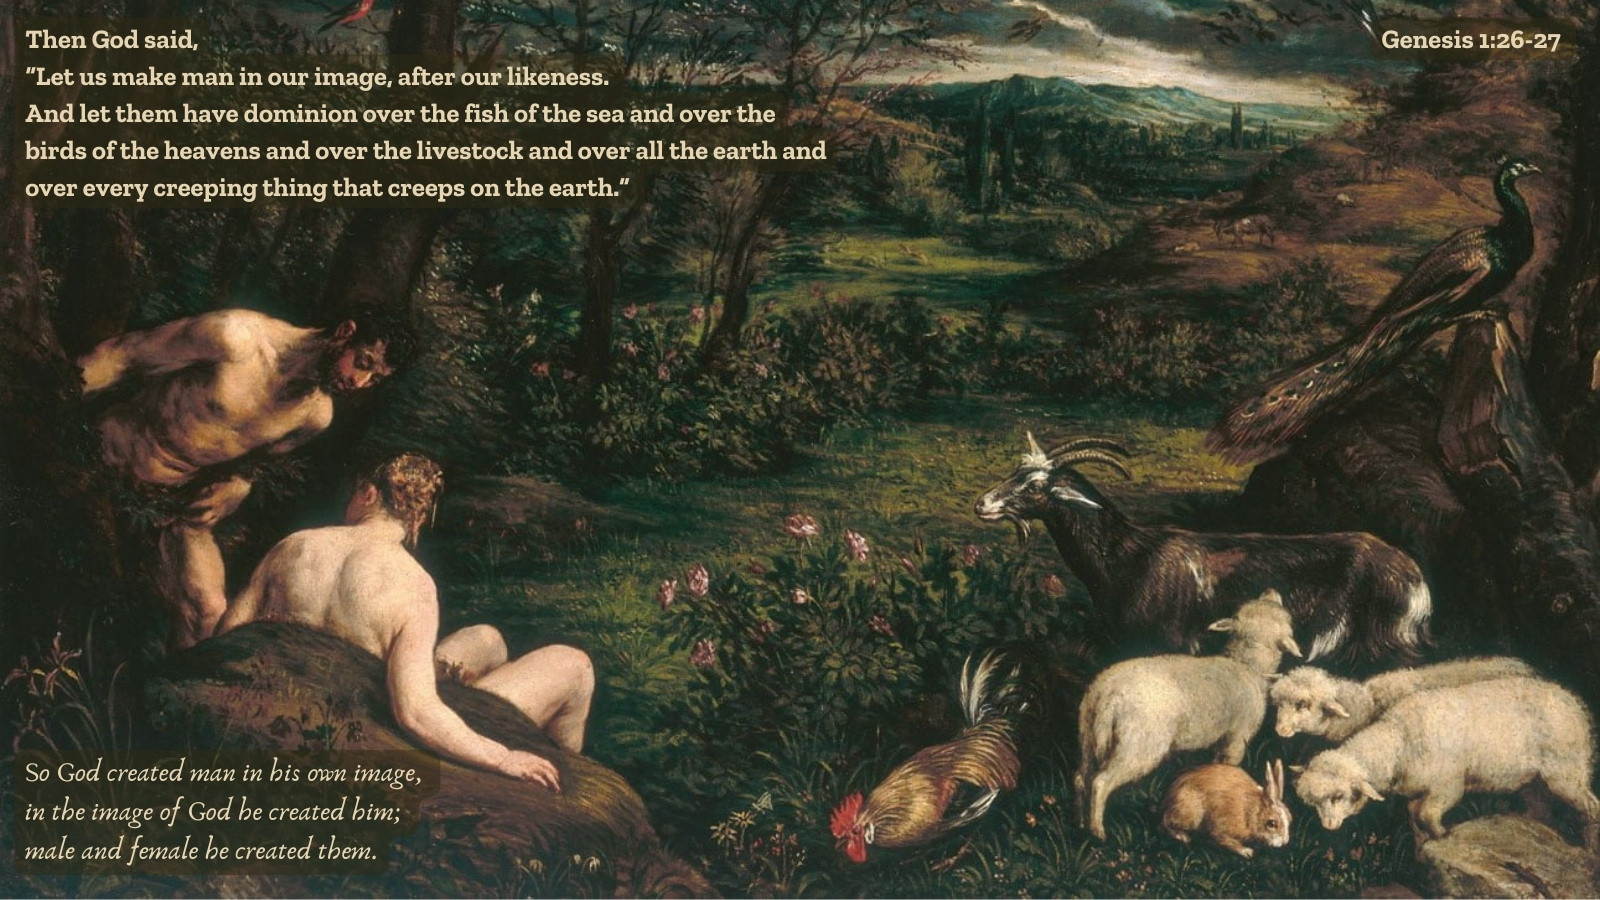 Then God said,
"Let us make man in our image, after our likeness.
And let them have dominion over the fish of the sea and over the
birds of the heavens and over the livestock and over all the earth and
over every creeping thing that creeps on the earth."
Genesis 1:26-27
So God created man in his own image,
in the image of God he created him;
male and female he created them.